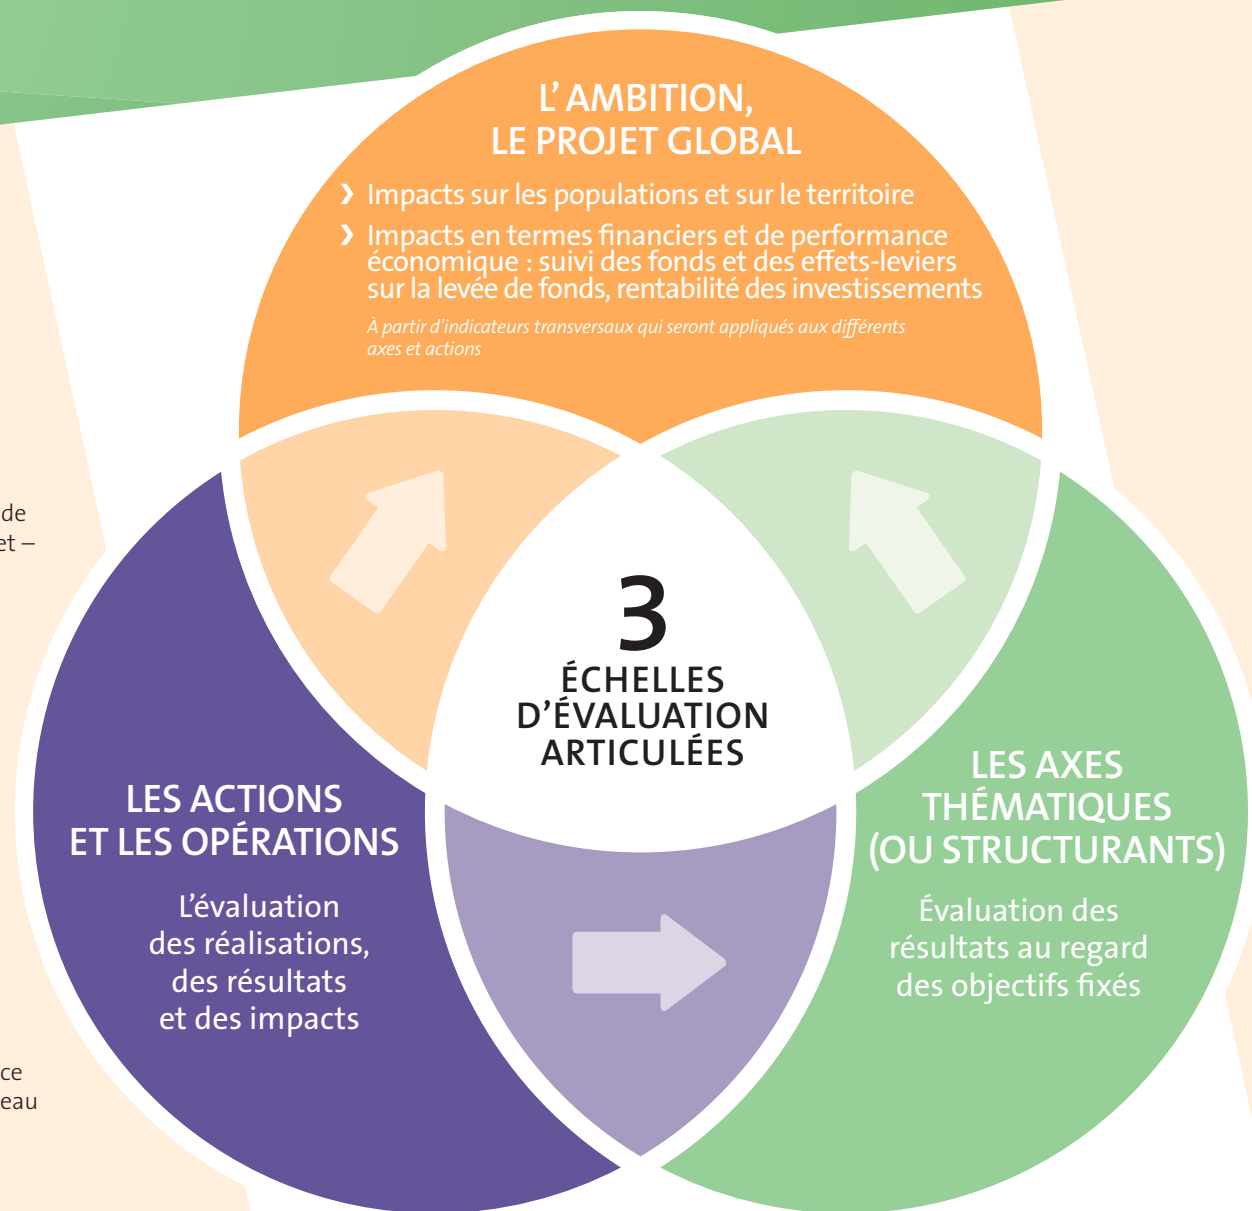 L’AMBITION,
LE PROJET GLOBAL
❯ Impacts sur les populations et sur le territoire
❯ Impacts en termes financiers et de performance
économique : suivi des fonds et des effets-leviers
sur la levée de fonds, rentabilité des investissements
À partir d’indicateurs transversaux qui seront appliqués aux différents
axes et actions
de
et –
3
ÉCHELLES
D’ÉVALUATION
ARTICULÉES
LES ACTIONS
ET LES OPÉRATIONS
L’évaluation
des réalisations,
des résultats
et des impacts
LES AXES
THÉMATIQUES
(OU STRUCTURANTS)
Évaluation des
résultats au regard
des objectifs fixés
ce
eau